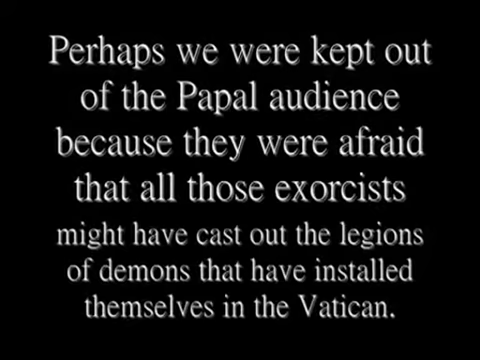 Perhaps we were kept out
of the Papal audience
because they were afraid
that all those exorcists
might have cast out the legions
of demons that have installed
themselves in the Vatican.